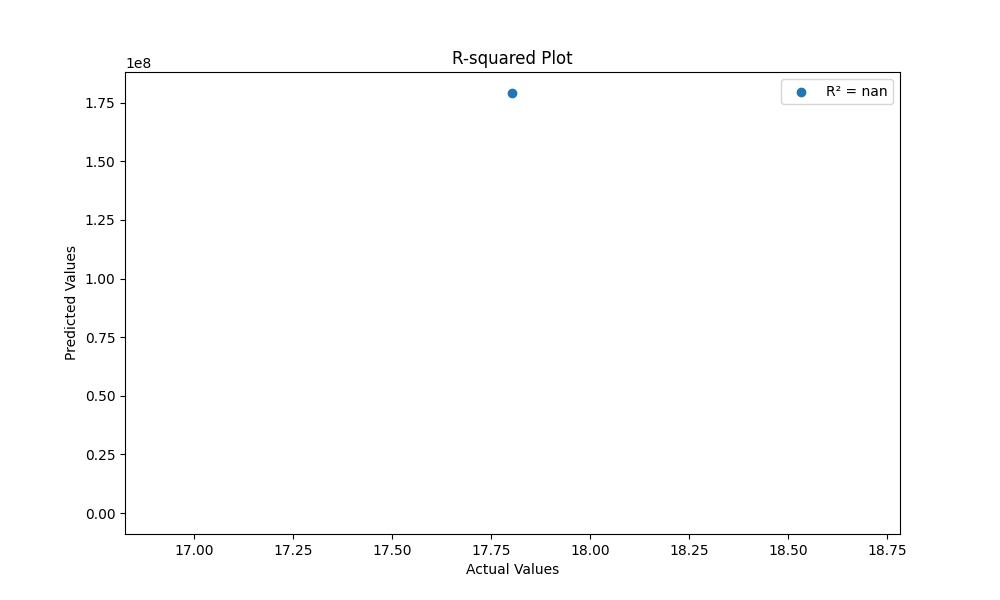 R-squared Plot
1e8
R² = nan
1.75
1.50
1.25
1.00
0.75
0.50
0.25
0.00
Predicted Values
17.00 17.25 17.50 17.75 18.00 18.25 18.50 18.75
Actual Values